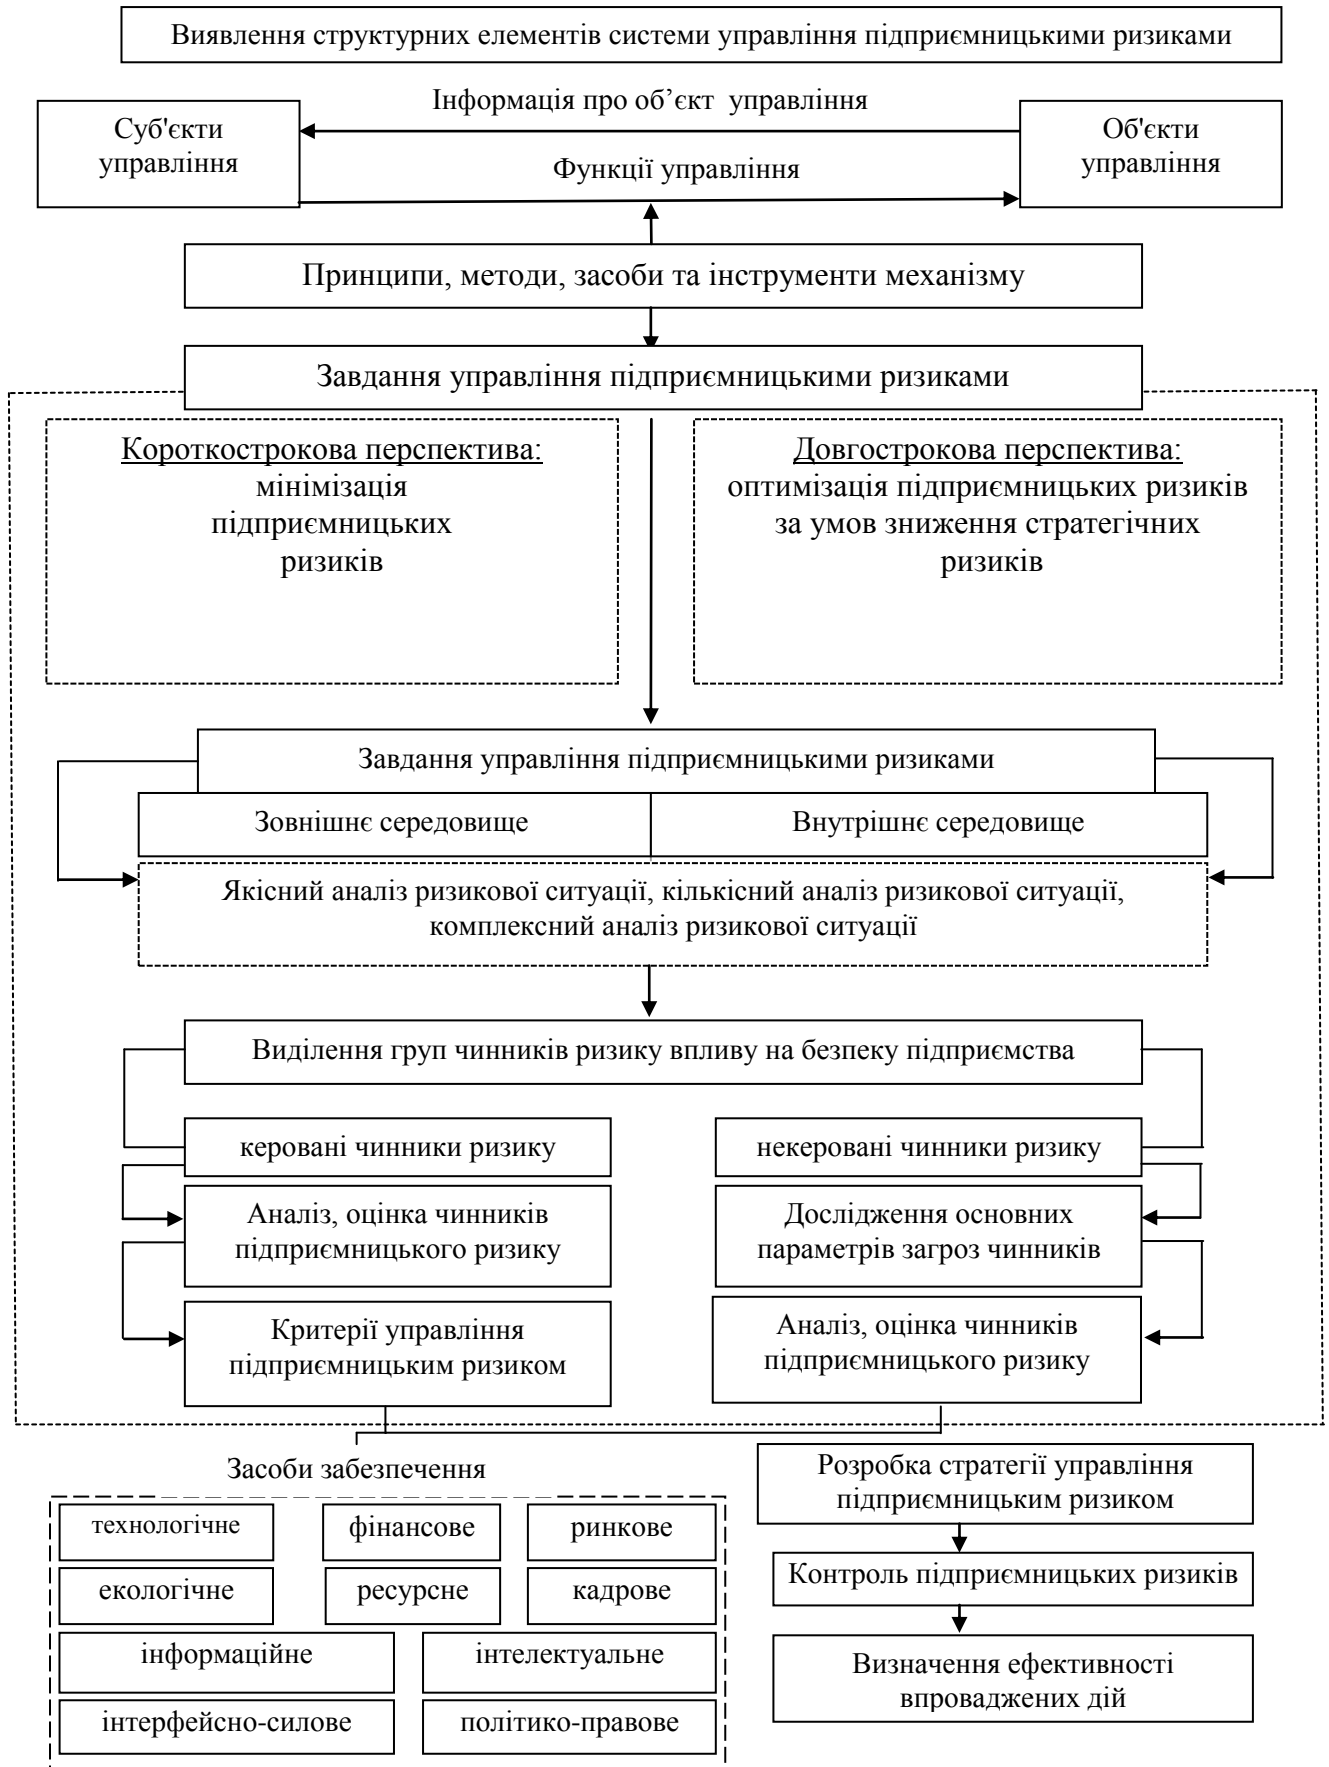 Виявлення структурних елементів системи управління підприємницькими ризиками
Інформація про об’єкт управління
Суб'єкти
управління
Об'єкти
управління
Функції управління
Принципи, методи, засоби та інструменти механізму
Завдання управління підприємницькими ризиками
Короткострокова перспектива:
мінімізація
підприємницьких
ризиків
Довгострокова перспектива:
оптимізація підприємницьких ризиків
за умов зниження стратегічних
ризиків
Завдання управління підприємницькими ризиками
Зовнішнє середовище
Внутрішнє середовище
Якісний аналіз ризикової ситуації, кількісний аналіз ризикової ситуації,
комплексний аналіз ризикової ситуації
Виділення груп чинників ризику впливу на безпеку підприємства
керовані чинники ризику
некеровані чинники ризику
Аналіз, оцінка чинників
підприємницького ризику
Дослідження основних
параметрів загроз чинників
Критерії управління
підприємницьким ризиком
Аналіз, оцінка чинників
підприємницького ризику
Засоби забезпечення
технологічне
фінансове
ринкове
екологічне
ресурсне
кадрове
інформаційне
інтелектуальне
інтерфейсно-силове
політико-правове
Розробка стратегії управління
підприємницьким ризиком
Контроль підприємницьких ризиків
Визначення ефективності
впроваджених дій